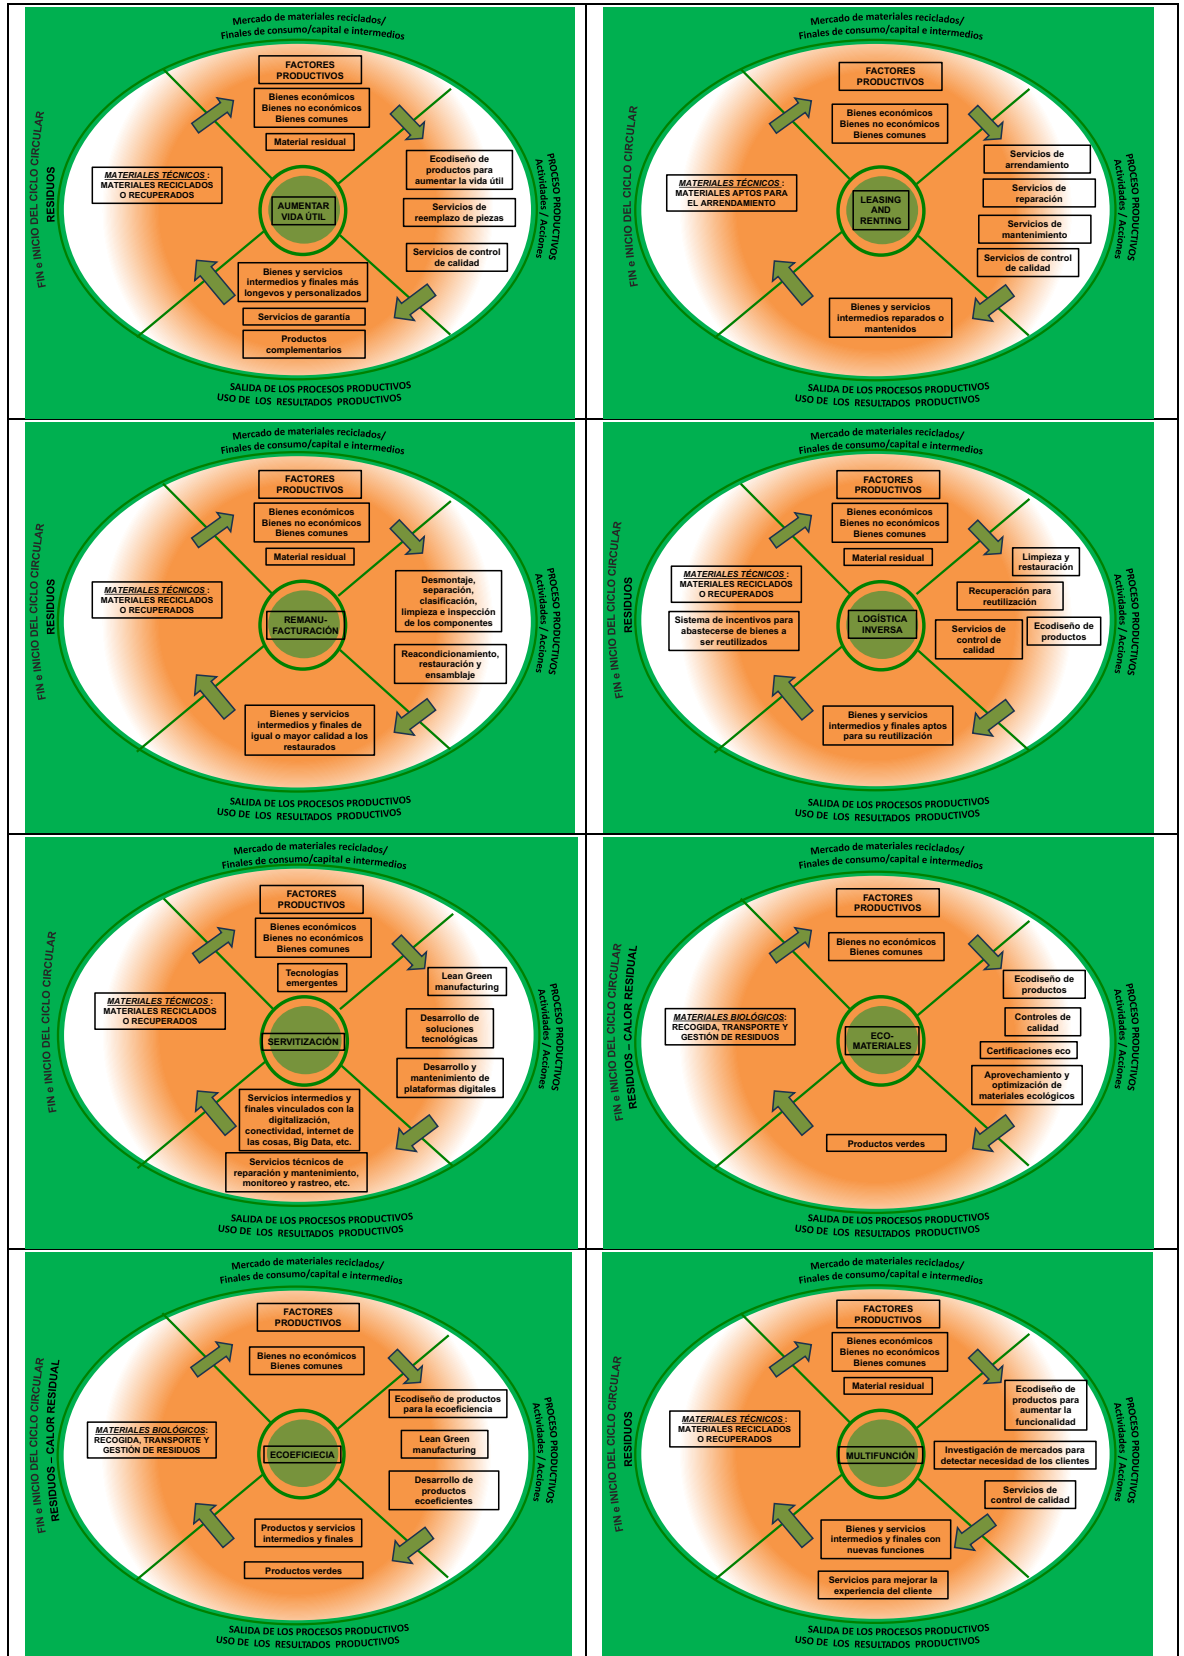 Mercado de materiales reciclados/
Finales de consumo/capital e intermedios
FIN e INICIO DEL CICLO CIRCULAR
RESIDUOS
FACTORES
PRODUCTIVOS
Bienes económicos
Bienes no económicos
Bienes comunes
Material residual
MATERIALES TÉCNICOS :
MATERIALES RECICLADOS
O RECUPERADOS
AUMENTAR
VIDA ÚTIL
Ecodiseño de
productos para
aumentar la vida útil
Servicios de
reemplazo de piezas
Servicios de control
de calidad
PROCESO PRODUCTIVOS
Actividades / Acciones
Bienes y servicios
intermedios y finales más
longevos y personalizados
Servicios de garantía
Productos
complementarios
SALIDA DE LOS PROCESOS PRODUCTIVOS
USO DE LOS RESULTADOS PRODUCTIVOS
Mercado de materiales reciclados/
Finales de consumo/capital e intermedios
FIN e INICIO DEL CICLO CIRCULAR
RESIDUOS
FACTORES
PRODUCTIVOS
Bienes económicos
Bienes no económicos
Bienes comunes
MATERIALES TÉCNICOS :
MATERIALES APTOS PARA
EL ARRENDAMIENTO
LEASING
AND
RENTING
Servicios de
arrendamiento
Servicios de
reparación
Servicios de
mantenimiento
Servicios de control
de calidad
PROCESO PRODUCTIVOS
Actividades / Acciones
Bienes y servicios
intermedios reparados o
mantenidos
SALIDA DE LOS PROCESOS PRODUCTIVOS
USO DE LOS RESULTADOS PRODUCTIVOS
Mercado de materiales reciclados/
Finales de consumo/capital e intermedios
FIN e INICIO DEL CICLO CIRCULAR
RESIDUOS
FACTORES
PRODUCTIVOS
Bienes económicos
Bienes no económicos
Bienes comunes
Material residual
MATERIALES TÉCNICOS :
MATERIALES RECICLADOS
O RECUPERADOS
REMANU-
FACTURACIÓN
Desmontaje,
separación,
clasificación,
limpieza e inspección
de los componentes
Reacondicionamiento,
restauración y
ensamblaje
PROCESO PRODUCTIVOS
Actividades / Acciones
Bienes y servicios
intermedios y finales de
igual o mayor calidad a los
restaurados
SALIDA DE LOS PROCESOS PRODUCTIVOS
USO DE LOS RESULTADOS PRODUCTIVOS
Mercado de materiales reciclados/
Finales de consumo/capital e intermedios
FIN e INICIO DEL CICLO CIRCULAR
RESIDUOS
FACTORES
PRODUCTIVOS
Bienes económicos
Bienes no económicos
Bienes comunes
Material residual
MATERIALES TÉCNICOS :
MATERIALES RECICLADOS
O RECUPERADOS
Sistema de incentivos para
abastecerse de bienes a
ser reutilizados
LOGÍSTICA
INVERSA
Limpieza y
restauración
Recuperación para
reutilización
Servicios de
control de
calidad
Ecodiseño de
productos
PROCESO PRODUCTIVOS
Actividades / Acciones
Bienes y servicios
intermedios y finales aptos
para su reutilización
SALIDA DE LOS PROCESOS PRODUCTIVOS
USO DE LOS RESULTADOS PRODUCTIVOS
Mercado de materiales reciclados/
Finales de consumo/capital e intermedios
FIN e INICIO DEL CICLO CIRCULAR
FACTORES
PRODUCTIVOS
Bienes económicos
Bienes no económicos
Bienes comunes
Tecnologías
emergentes
MATERIALES TÉCNICOS :
MATERIALES RECICLADOS
O RECUPERADOS
SERVITIZACIÓN
Lean Green
manufacturing
Desarrollo de
soluciones
tecnológicas
Desarrollo y
mantenimiento de
plataformas digitales
PROCESO PRODUCTIVOS
Actividades / Acciones
Servicios intermedios y
finales vinculados con la
digitalización,
conectividad, internet de
las cosas, Big Data, etc.
Servicios técnicos de
reparación y mantenimiento,
monitoreo y rastreo, etc.
SALIDA DE LOS PROCESOS PRODUCTIVOS
USO DE LOS RESULTADOS PRODUCTIVOS
Mercado de materiales reciclados/
Finales de consumo/capital e intermedios
FIN e INICIO DEL CICLO CIRCULAR
RESIDUOS – CALOR RESIDUAL
FACTORES
PRODUCTIVOS
Bienes no económicos
Bienes comunes
MATERIALES BIOLÓGICOS:
RECOGIDA, TRANSPORTE Y
GESTIÓN DE RESIDUOS
ECO-
MATERIALES
Ecodiseño de
productos
Controles de
calidad
Certificaciones eco
Aprovechamiento y
optimización de
materiales ecológicos
PROCESO PRODUCTIVOS
Actividades / Acciones
Productos verdes
SALIDA DE LOS PROCESOS PRODUCTIVOS
USO DE LOS RESULTADOS PRODUCTIVOS
Mercado de materiales reciclados/
Finales de consumo/capital e intermedios
FIN e INICIO DEL CICLO CIRCULAR
RESIDUOS – CALOR RESIDUAL
FACTORES
PRODUCTIVOS
Bienes no económicos
Bienes comunes
MATERIALES BIOLÓGICOS:
RECOGIDA, TRANSPORTE Y
GESTIÓN DE RESIDUOS
ECOEFICIECIA
Ecodiseño de productos
para la ecoeficiencia
Lean Green
manufacturing
Desarrollo de
productos
ecoeficientes
PROCESO PRODUCTIVOS
Actividades / Acciones
Productos y servicios
intermedios y finales
Productos verdes
SALIDA DE LOS PROCESOS PRODUCTIVOS
USO DE LOS RESULTADOS PRODUCTIVOS
Mercado de materiales reciclados/
Finales de consumo/capital e intermedios
FIN e INICIO DEL CICLO CIRCULAR
RESIDUOS
FACTORES
PRODUCTIVOS
Bienes económicos
Bienes no económicos
Bienes comunes
Material residual
MATERIALES TÉCNICOS :
MATERIALES RECICLADOS
O RECUPERADOS
MULTIFUNCIÓN
Ecodiseño de
productos para
aumentar la
funcionalidad
Investigación de mercados para
detectar necesidad de los clientes
Servicios de
control de calidad
PROCESO PRODUCTIVOS
Actividades / Acciones
Bienes y servicios
intermedios y finales con
nuevas funciones
Servicios para mejorar la
experiencia del cliente
SALIDA DE LOS PROCESOS PRODUCTIVOS
USO DE LOS RESULTADOS PRODUCTIVOS